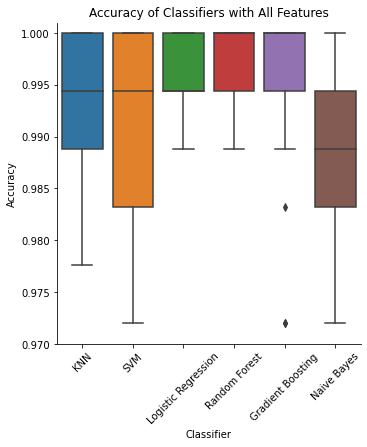 Accuracy of Classifiers with All Features
1.000
0.995
0.990
0.985
0.980
0.975
0.970
Accuracy
KNN
SVM
Logistic Regression
Random Forest
Gradient Boosting
Naive Bayes
Classifier